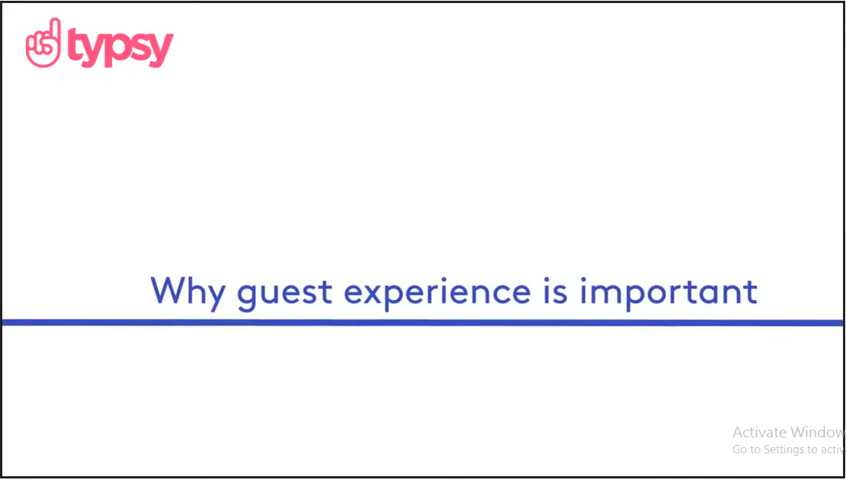 typsy
Why guest experience is important
Activate Window
Go to Settings to activ